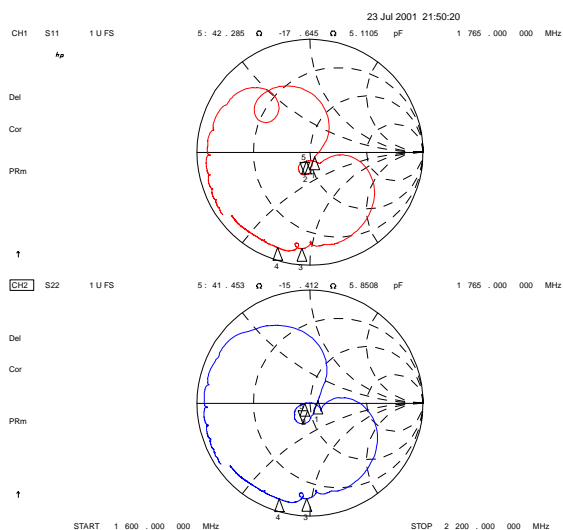 23 Jul 2001 21:50:20
CH1 S11 1 U FS 5: 42 . 285 Ω -17 . 645 Ω 5 . 1105 pF 1 765 . 000 000 MHz
hp
Del
Cor
PRm
↑
5
2
4 3
CH2 S22 1 U FS 5: 41 . 453 Ω -15 . 412 Ω 5 . 8508 pF 1 765 . 000 000 MHz
Del
Cor
PRm
↑
1
2
4 3
START 1 600 . 000 000 MHz STOP 2 200 . 000 000 MHz